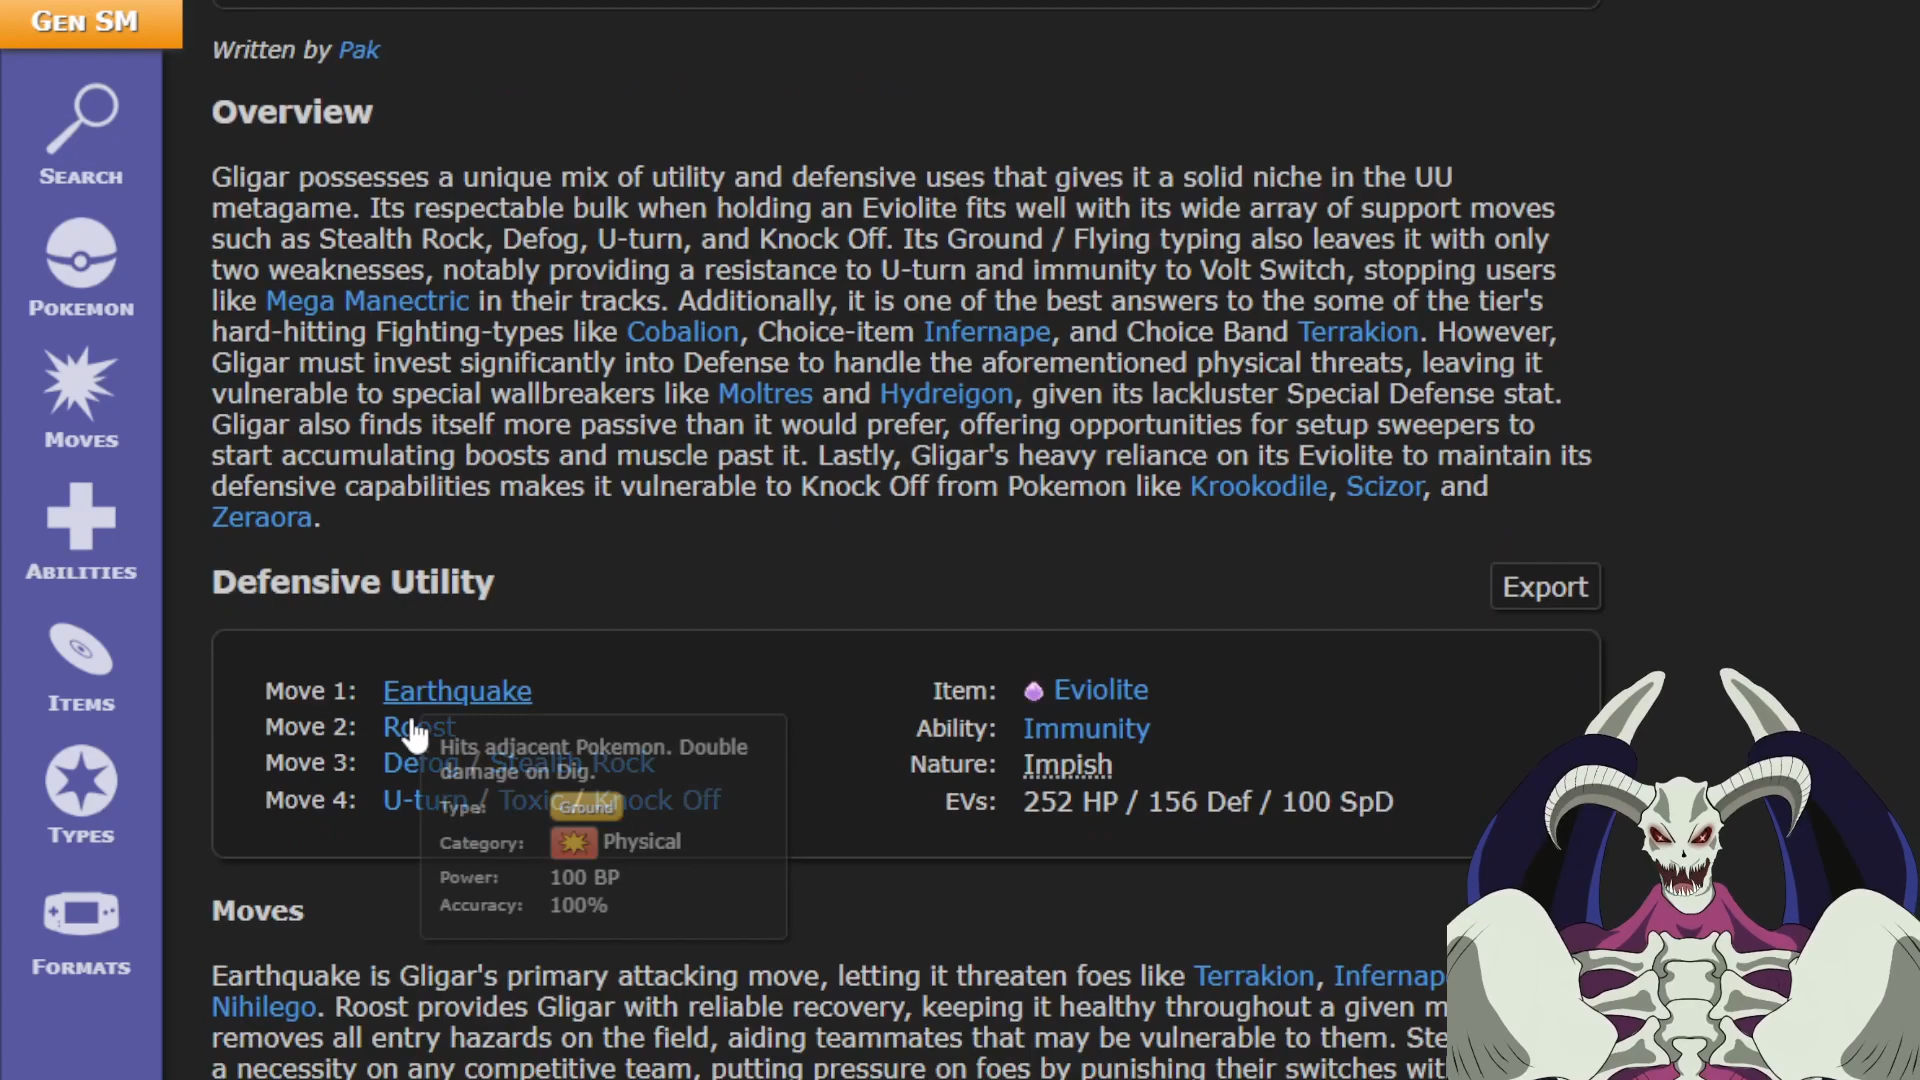 GEN SM
SEARCH
POKEMON
MOVES
ABILITIES
ITEMS
TYPES
FORMATS
Written by Pak
Overview
Gligar possesses a unique mix of utility and defensive uses that gives it a solid niche in the UU
metagame. Its respectable bulk when holding an Eviolite fits well with its wide array of support moves
such as Stealth Rock, Defog, U-turn, and Knock Off. Its Ground / Flying typing also leaves it with only
two weaknesses, notably providing a resistance to U-turn and immunity to Volt Switch, stopping users
like Mega Manectric in their tracks. Additionally, it is one of the best answers to the some of the tier's
hard-hitting Fighting-types like Cobalion, Choice-item Infernape, and Choice Band Terrakion. However,
Gligar must invest significantly into Defense to handle the aforementioned physical threats, leaving it
vulnerable to special wallbreakers like Moltres and Hydreigon, given its lackluster Special Defense stat.
Gligar also finds itself more passive than it would prefer, offering opportunities for setup sweepers to
start accumulating boosts and muscle past it. Lastly, Gligar's heavy reliance on its Eviolite to maintain its
defensive capabilities makes it vulnerable to Knock Off from Pokemon like Krookodile, Scizor, and
Zeraora.
Defensive Utility
Export
Move 1: Earthquake
Move 2: Roost
Move 3: Defog / Stealth Rock
Move 4: U-turn / Toxic / Knock Off
Hits adjacent Pokemon. Double
damage on Dig.
Type: Ground
Category: Physical
Power: 100 BP
Accuracy: 100%
Item: Eviolite
Ability: Immunity
Nature: Impish
EVs: 252 HP / 156 Def / 100 SpD
Moves
Earthquake is Gligar's primary attacking move, letting it threaten foes like Terrakion, Infernap
Nihilego. Roost provides Gligar with reliable recovery, keeping it healthy throughout a given m
removes all entry hazards on the field, aiding teammates that may be vulnerable to them. Ste
a necessity on any competitive team, putting pressure on foes by punishing their switches wit